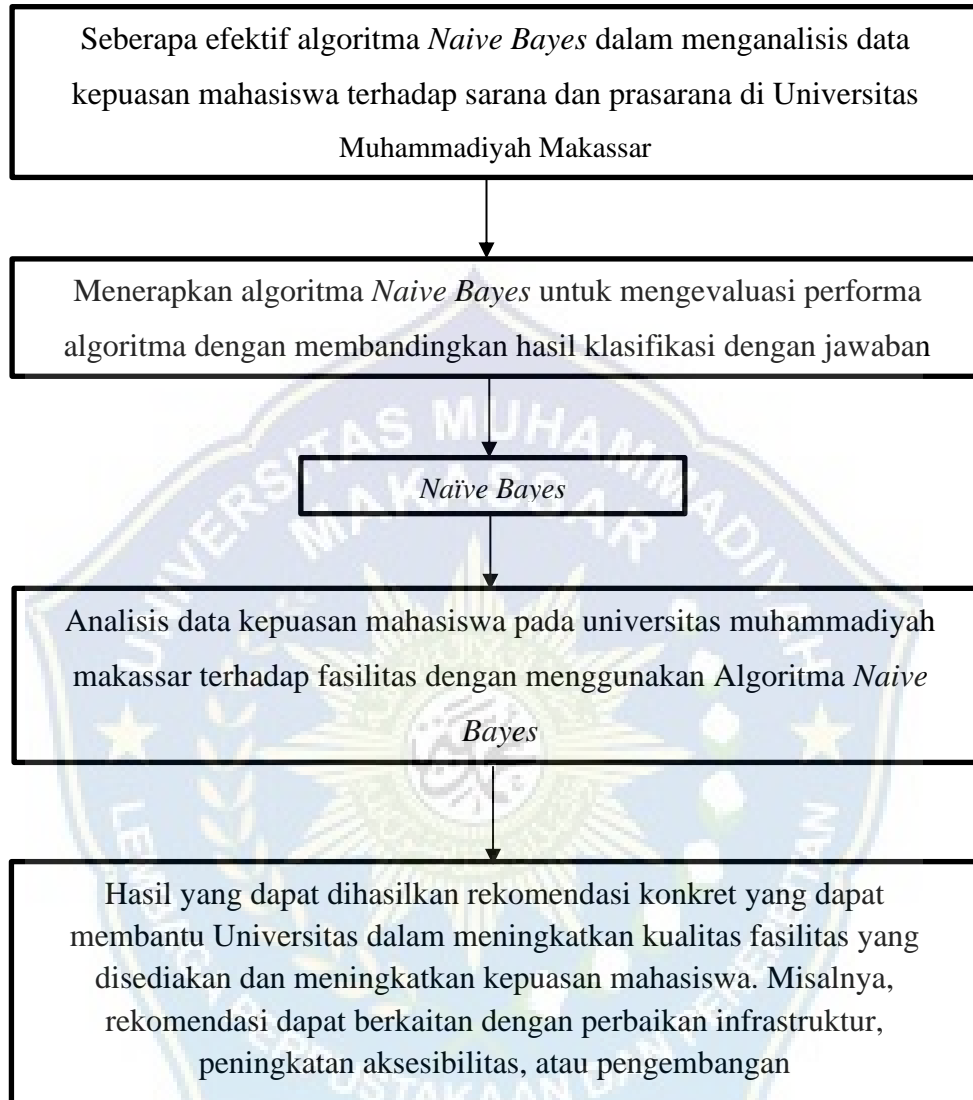 Seberapa efektif algoritma Naive Bayes dalam menganalisis data
kepuasan mahasiswa terhadap sarana dan prasarana di Universitas
Muhammadiyah Makassar
Menerapkan algoritma Naive Bayes untuk mengevaluasi performa
algoritma dengan membandingkan hasil klasifikasi dengan jawaban
UNIVERSITAS MUHAMMADIYAH
MAKASSAR
Naïve Bayes
Analisis data kepuasan mahasiswa pada universitas muhammadiyah
makassar terhadap fasilitas dengan menggunakan Algoritma Naive
Bayes
Hasil yang dapat dihasilkan rekomendasi konkret yang dapat
membantu Universitas dalam meningkatkan kualitas fasilitas yang
disediakan dan meningkatkan kepuasan mahasiswa. Misalnya,
rekomendasi dapat berkaitan dengan perbaikan infrastruktur,
peningkatan aksesibilitas, atau pengembangan